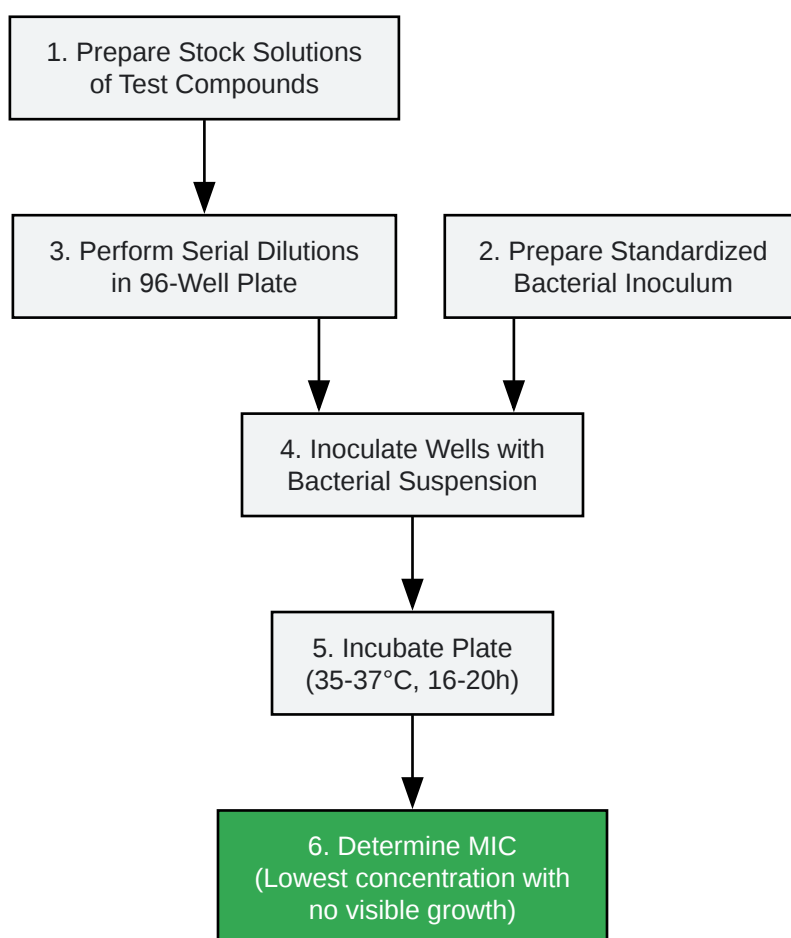 1. Prepare Stock Solutions
of Test Compounds
3. Perform Serial Dilutions
in 96-Well Plate
2. Prepare Standardized
Bacterial Inoculum
4. Inoculate Wells with
Bacterial Suspension
5. Incubate Plate
(35-37°C, 16-20h)
6. Determine MIC
(Lowest concentration with
no visible growth)